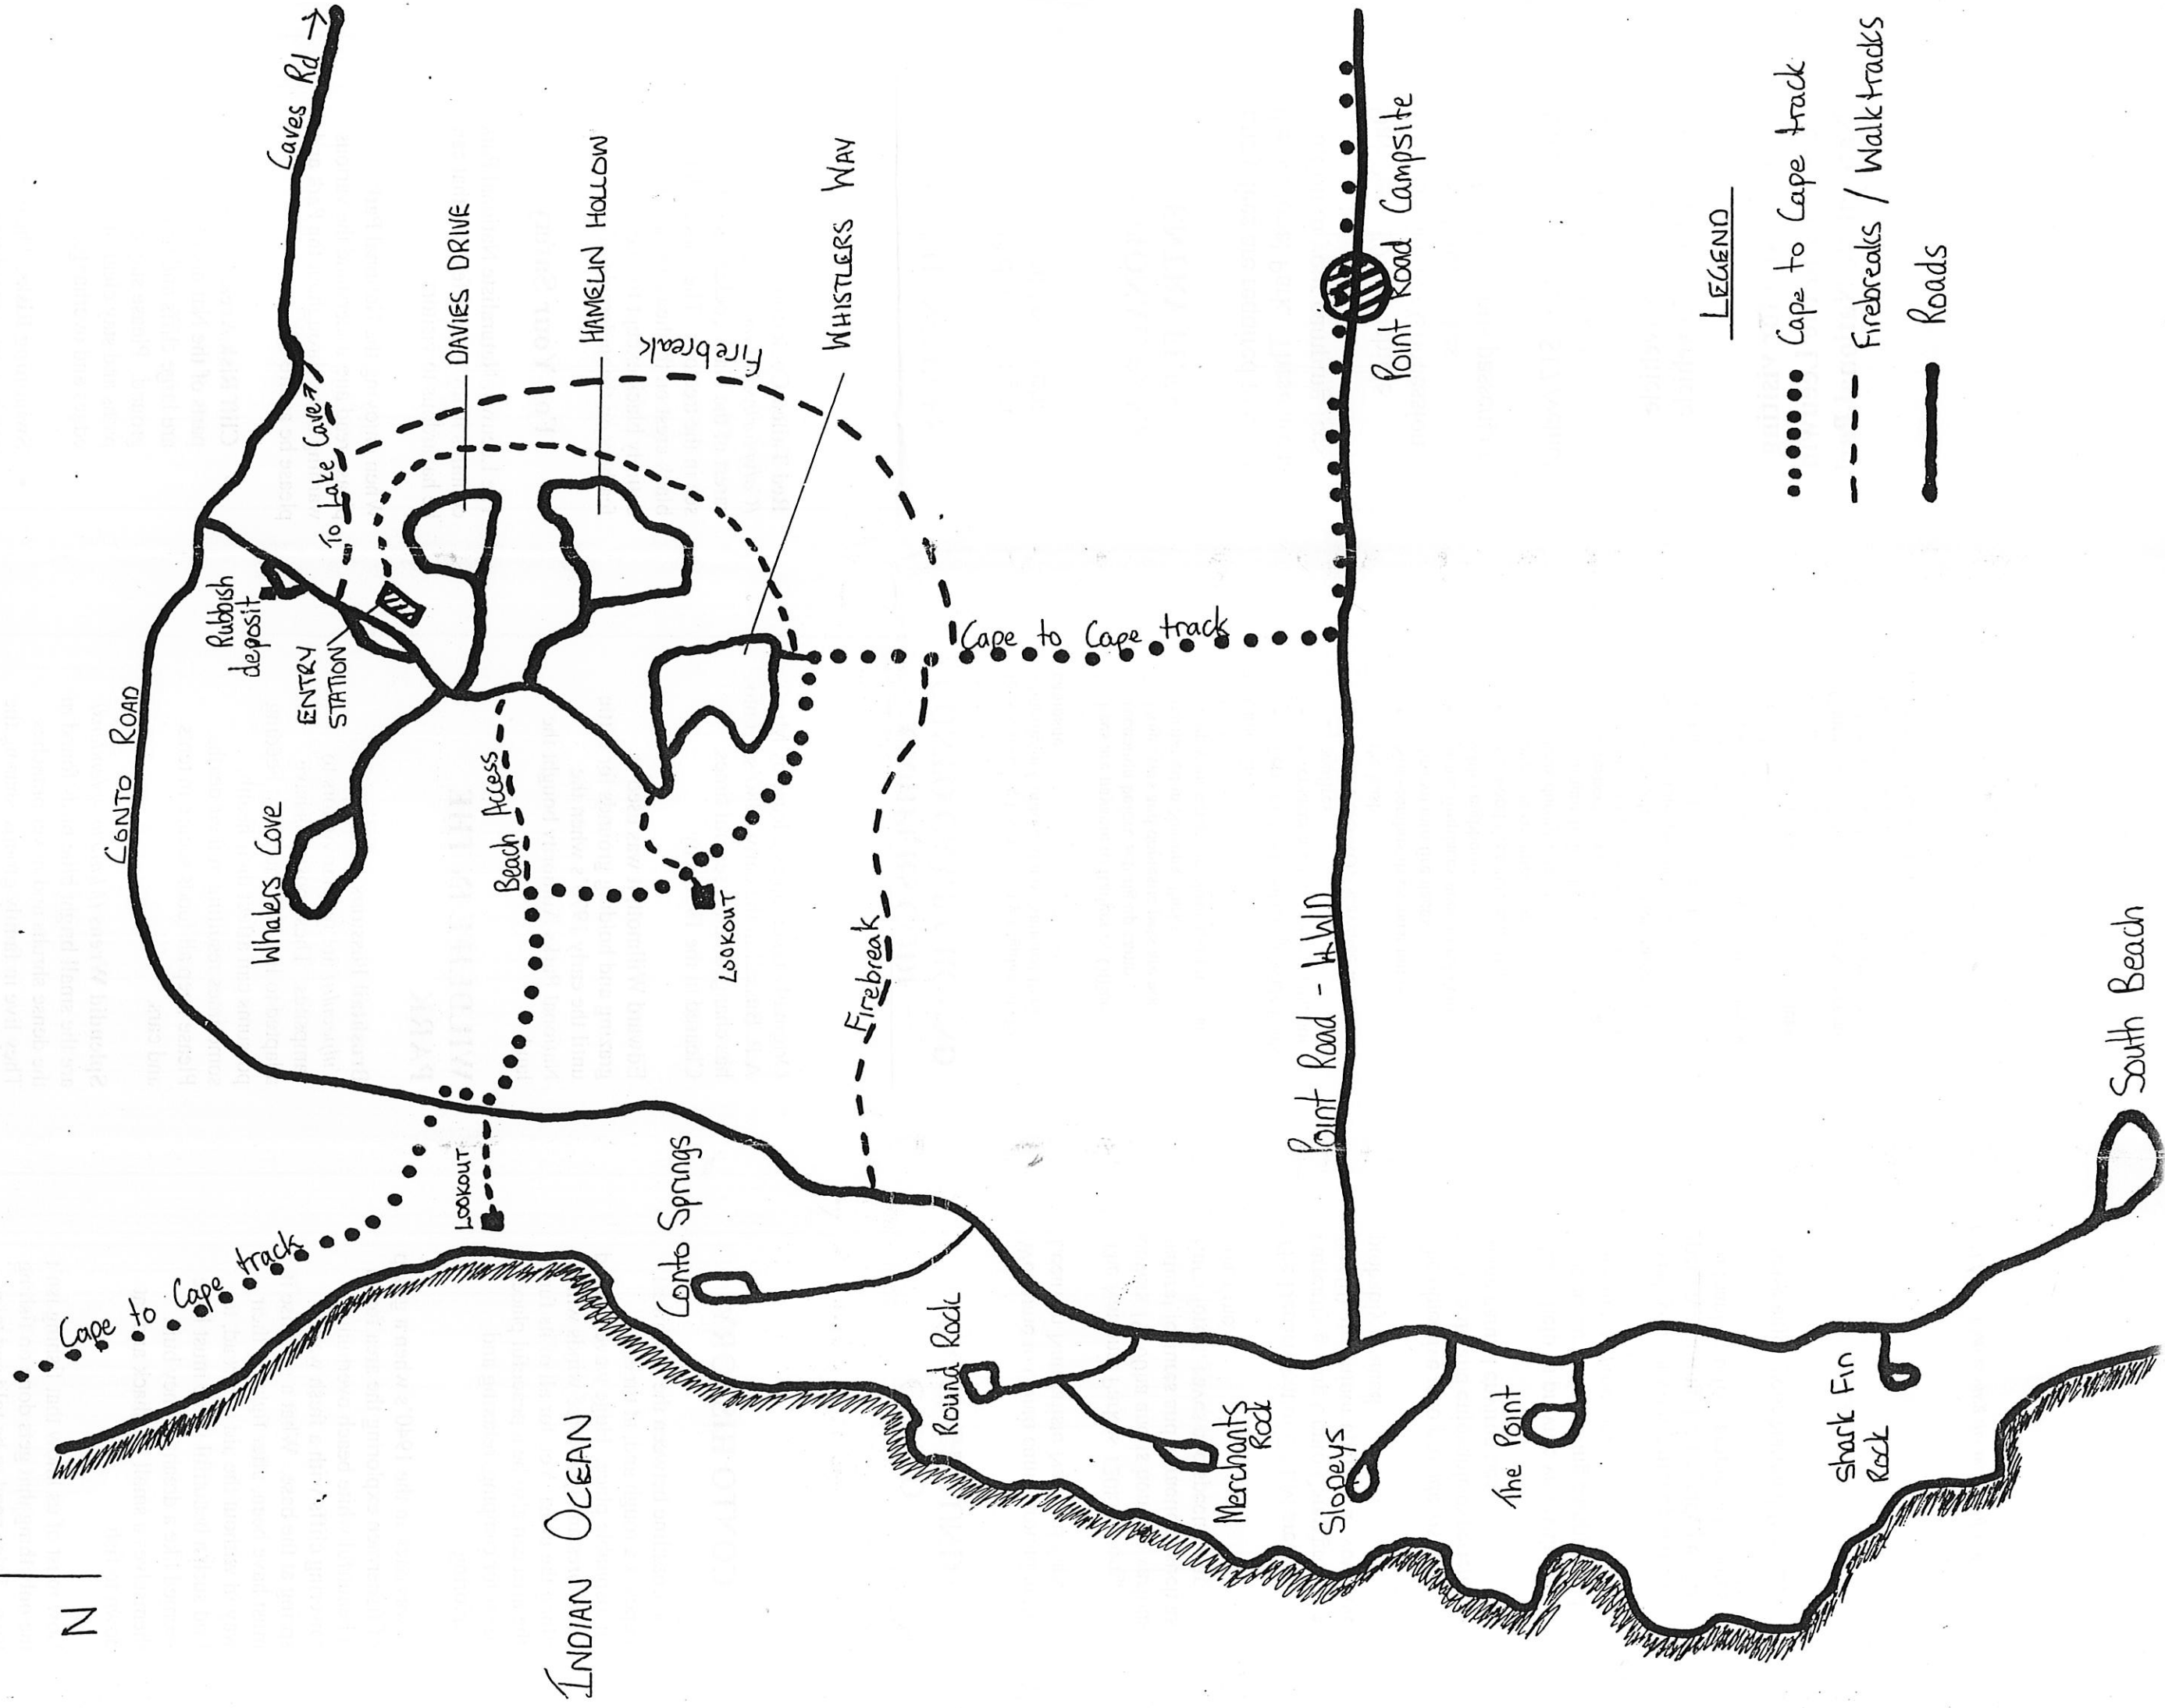 N
Caves Rd →
CONTO ROAD
To Lake Cave →
Rubbish
deposit
ENTRY
STATION
Whalers Cove
DAVIES DRIVE
HAMELIN HOLLOW
WHISTLERS WAY
Firebreak
Beach Access
LOOKOUT
Firebreak
Cape to Cape track
LOOKOUT
Cape to Cape track
INDIAN OCEAN
Conto Springs
Round Rock
Merchants
Rock
Point Road - 4WD
Point Road Campsite
Slopeys
The Point
Shark Fin
Rock
South Beach
LEGEND
Cape to Cape track
Firebreaks / Walktracks
Roads